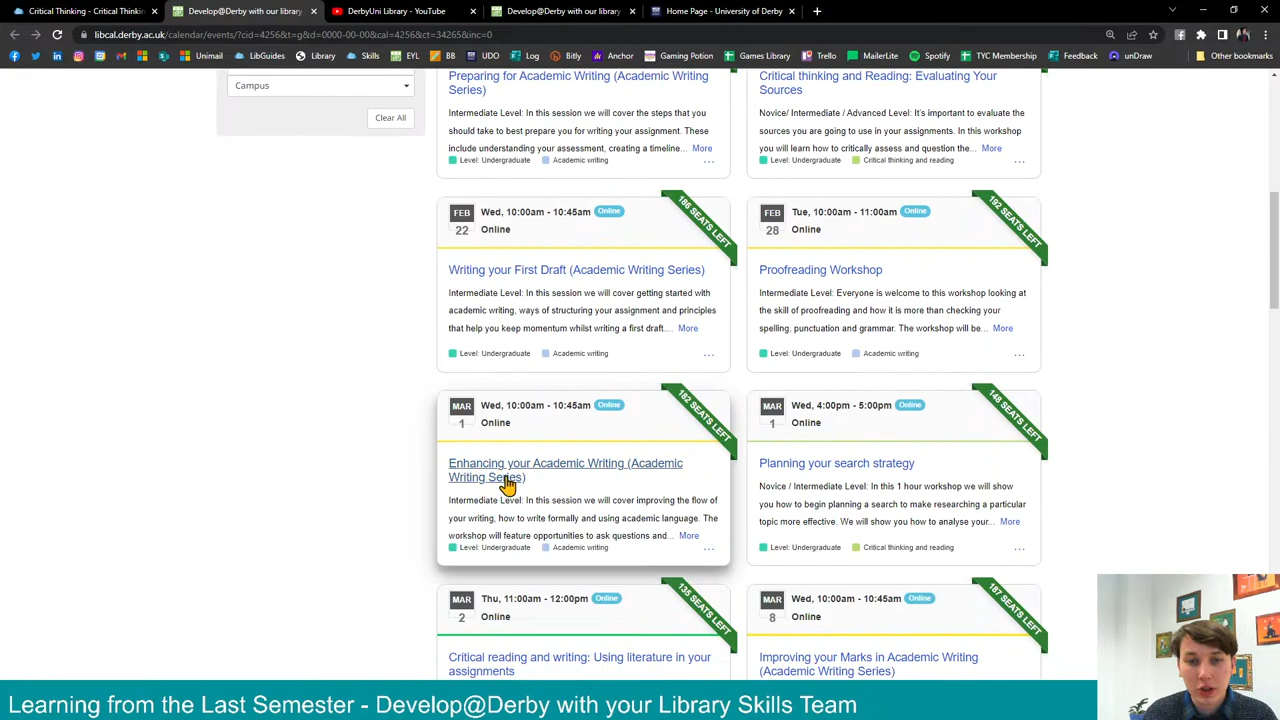 Critical Thinking - Critical Thinkin
Develop@Derby with our library
DerbyUni Library - YouTube
Develop@Derby with our library
Home Page - University of Derby
libcal.derby.ac.uk/calendar/events/?cid=4256&t=g&d=0000-00-00&cal=4256&ct=34265&inc=0
Unimail
LibGuides
Library
Skills
EYL
BB
UDO
Log
Bitly
Anchor
Gaming Potion
Games Library
Trello
MailerLite
Spotify
TYC Membership
Feedback
unDraw
Other bookmarks
Campus
Clear All
Preparing for Academic Writing (Academic Writing
Series)
Intermediate Level: In this session we will cover the steps that you
should take to best prepare you for writing your assignment. These
include understanding your assessment, creating a timeline... More
Level: Undergraduate
Academic writing
...
Critical thinking and Reading: Evaluating Your
Sources
Novice/ Intermediate / Advanced Level: It's important to evaluate the
sources you are going to use in your assignments. In this workshop
you will learn how to critically assess and question the... More
Level: Undergraduate
Critical thinking and reading
...
FEB
22
Wed, 10:00am - 10:45am Online
Online
186 SEATS LEFT
Writing your First Draft (Academic Writing Series)
Intermediate Level: In this session we will cover getting started with
academic writing, ways of structuring your assignment and principles
that help you keep momentum whilst writing a first draft.... More
Level: Undergraduate
Academic writing
...
FEB
28
Tue, 10:00am - 11:00am Online
Online
192 SEATS LEFT
Proofreading Workshop
Intermediate Level: Everyone is welcome to this workshop looking at
the skill of proofreading and how it is more than checking your
spelling, punctuation and grammar. The workshop will be... More
Level: Undergraduate
Academic writing
...
MAR
1
Wed, 10:00am - 10:45am Online
Online
182 SEATS LEFT
Enhancing your Academic Writing (Academic
Writing Series)
Intermediate Level: In this session we will cover improving the flow of
your writing, how to write formally and using academic language. The
workshop will feature opportunities to ask questions and... More
Level: Undergraduate
Academic writing
...
MAR
1
Wed, 4:00pm - 5:00pm Online
Online
148 SEATS LEFT
Planning your search strategy
Novice / Intermediate Level: In this 1 hour workshop we will show
you how to begin planning a search to make researching a particular
topic more effective. We will show you how to analyse your... More
Level: Undergraduate
Critical thinking and reading
...
MAR
2
Thu, 11:00am - 12:00pm Online
Online
135 SEATS LEFT
Critical reading and writing: Using literature in your
assignments
MAR
8
Wed, 10:00am - 10:45am Online
Online
187 SEATS LEFT
Improving your Marks in Academic Writing
(Academic Writing Series)
Learning from the Last Semester - Develop@Derby with your Library Skills Team